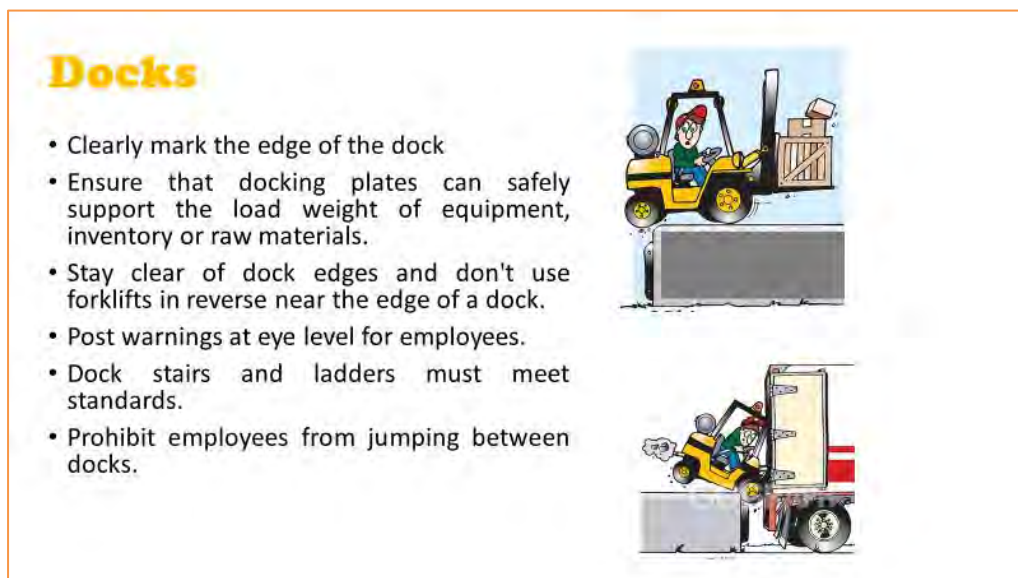 Docks
• Clearly mark the edge of the dock
• Ensure that docking plates can safely
support the load weight of equipment,
inventory or raw materials.
• Stay clear of dock edges and don't use
forklifts in reverse near the edge of a dock.
• Post warnings at eye level for employees.
• Dock stairs and ladders must meet
standards.
• Prohibit employees from jumping between
docks.